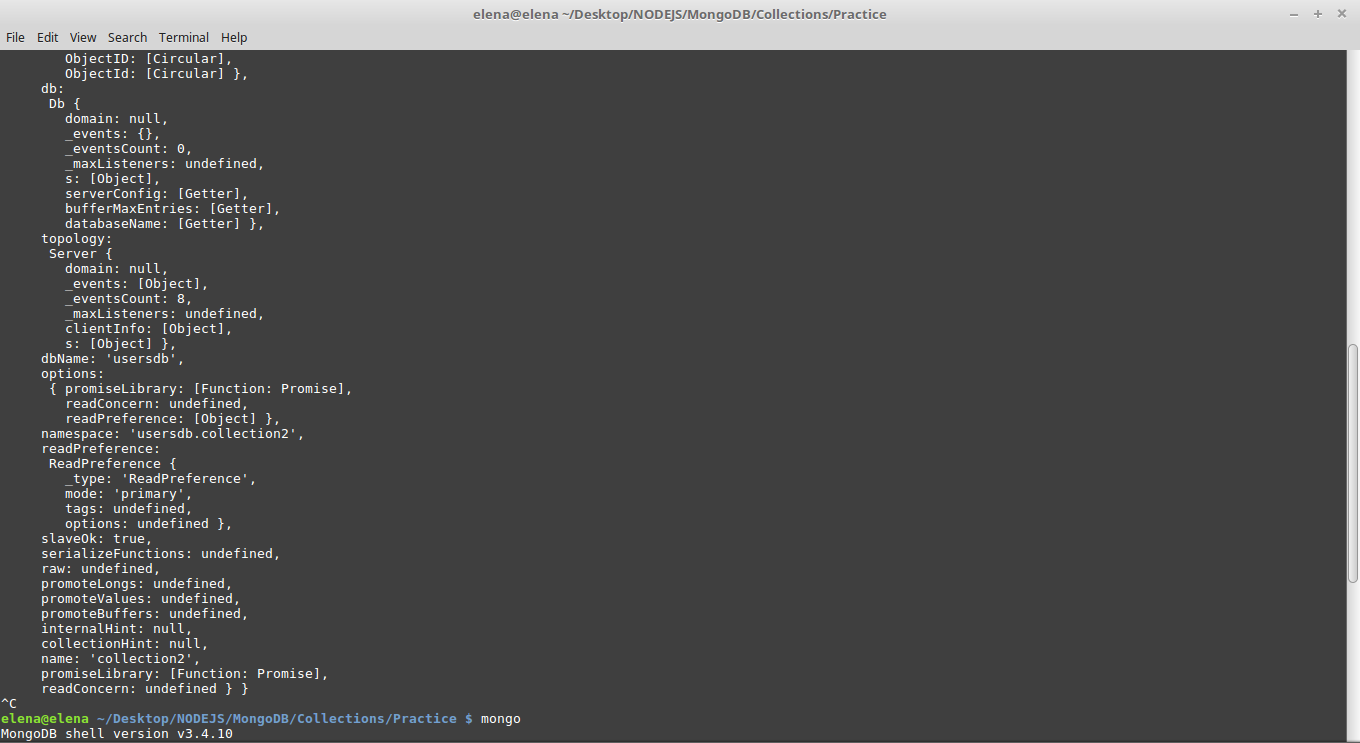 elena@elena ~/Desktop/NODEJS/MongoDB/Collections/Practice
File Edit View Search Terminal Help
ObjectID: [Circular],
ObjectId: [Circular] },
db:
Db {
domain: null,
_events: {},
_eventsCount: 0,
_maxListeners: undefined,
s: [Object],
serverConfig: [Getter],
bufferMaxEntries: [Getter],
databaseName: [Getter] },
topology:
Server {
domain: null,
_events: [Object],
_eventsCount: 8,
_maxListeners: undefined,
clientInfo: [Object],
s: [Object] },
dbName: 'usersdb',
options:
{ promiseLibrary: [Function: Promise],
readConcern: undefined,
readPreference: [Object] },
namespace: 'usersdb.collection2',
readPreference:
ReadPreference {
_type: 'ReadPreference',
mode: 'primary',
tags: undefined,
options: undefined },
slaveOk: true,
serializeFunctions: undefined,
raw: undefined,
promoteLongs: undefined,
promoteValues: undefined,
promoteBuffers: undefined,
internalHint: null,
collectionHint: null,
name: 'collection2',
promiseLibrary: [Function: Promise],
readConcern: undefined } }
^C
elena@elena ~/Desktop/NODEJS/MongoDB/Collections/Practice $ mongo
MongoDB shell version v3.4.10